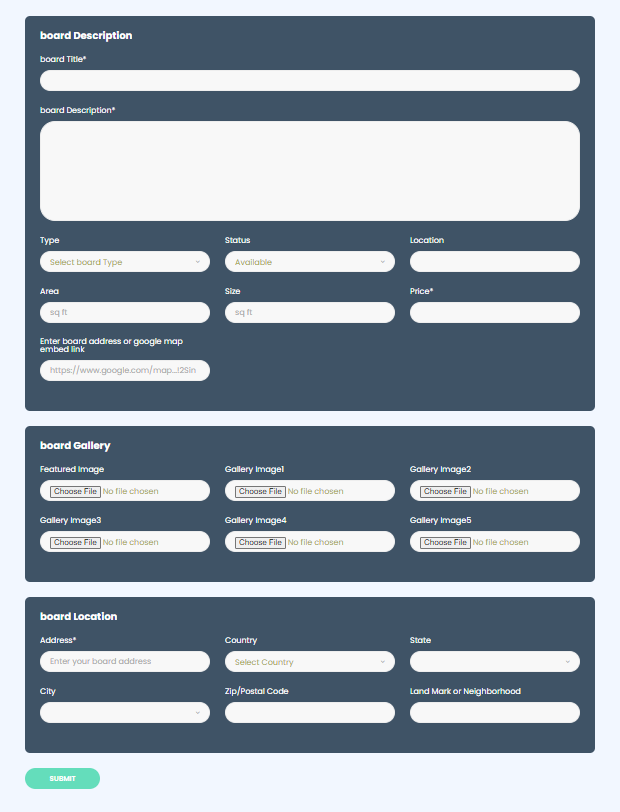 board Description
board Title*
board Description*
Type Status Location
Select board Type Available
Area Size Price*
sq ft sq ft
Enter board address or google map
embed link
https://www.google.com/map...!2sin
board Gallery
Featured Image Gallery Image1 Gallery Image2
Choose File No file chosen Choose File No file chosen Choose File No file chosen
Gallery Image3 Gallery Image4 Gallery Image5
Choose File No file chosen Choose File No file chosen Choose File No file chosen
board Location
Address* Country State
Enter your board address Select Country
City Zip/Postal Code Land Mark or Neighborhood
SUBMIT